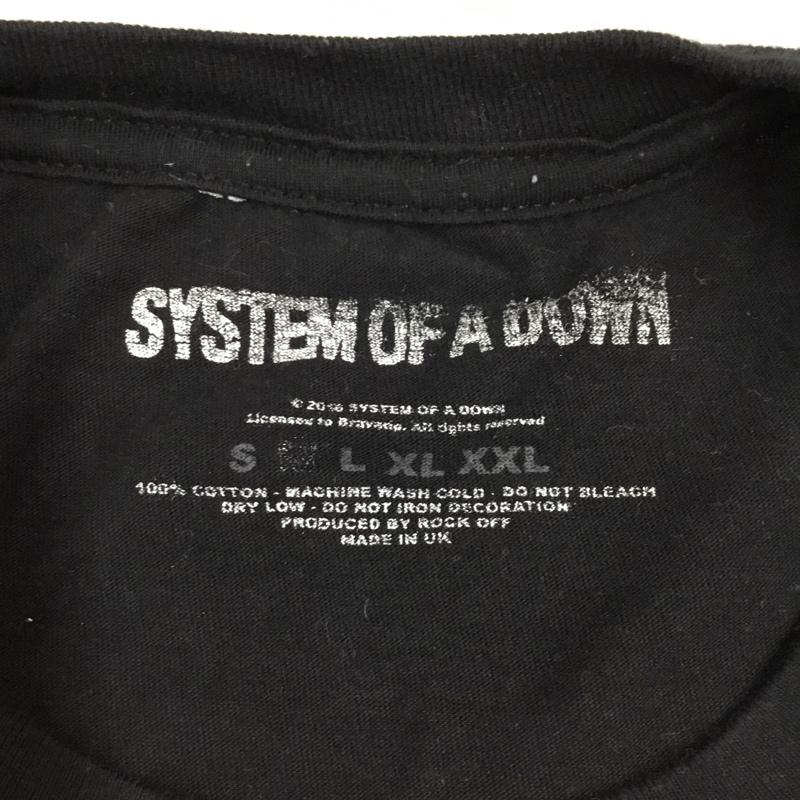 SYSTEM OF A DOWN
SYSTEM OF A DOWN
Licensed to Bravado. All rights reserved
S L XL XXL
100% COTTON - MACHINE WASH COLD - DO NOT BLEACH
DRY LOW - DO NOT IRON DECORATION
PRODUCED BY ROCK OFF
MADE IN UK